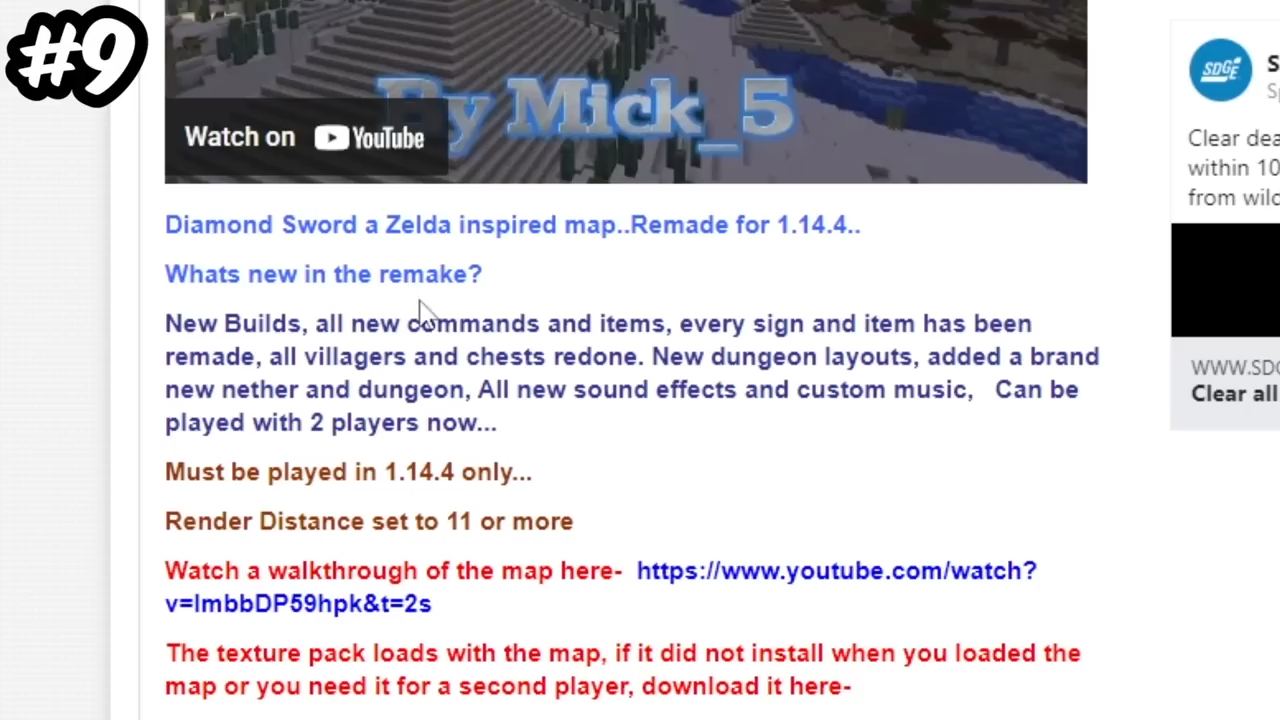 #9
By Mick_5
Watch on YouTube
Diamond Sword a Zelda inspired map..Remade for 1.14.4..
Whats new in the remake?
New Builds, all new commands and items, every sign and item has been
remade, all villagers and chests redone. New dungeon layouts, added a brand
new nether and dungeon, All new sound effects and custom music,   Can be
played with 2 players now...
Must be played in 1.14.4 only...
Render Distance set to 11 or more
Watch a walkthrough of the map here-  https://www.youtube.com/watch?
v=lmbbDP59hpk&t=2s
The texture pack loads with the map, if it did not install when you loaded the
map or you need it for a second player, download it here-
SDGE
S
Sp
Clear dea
within 10
from wild
WWW.SDG
Clear all